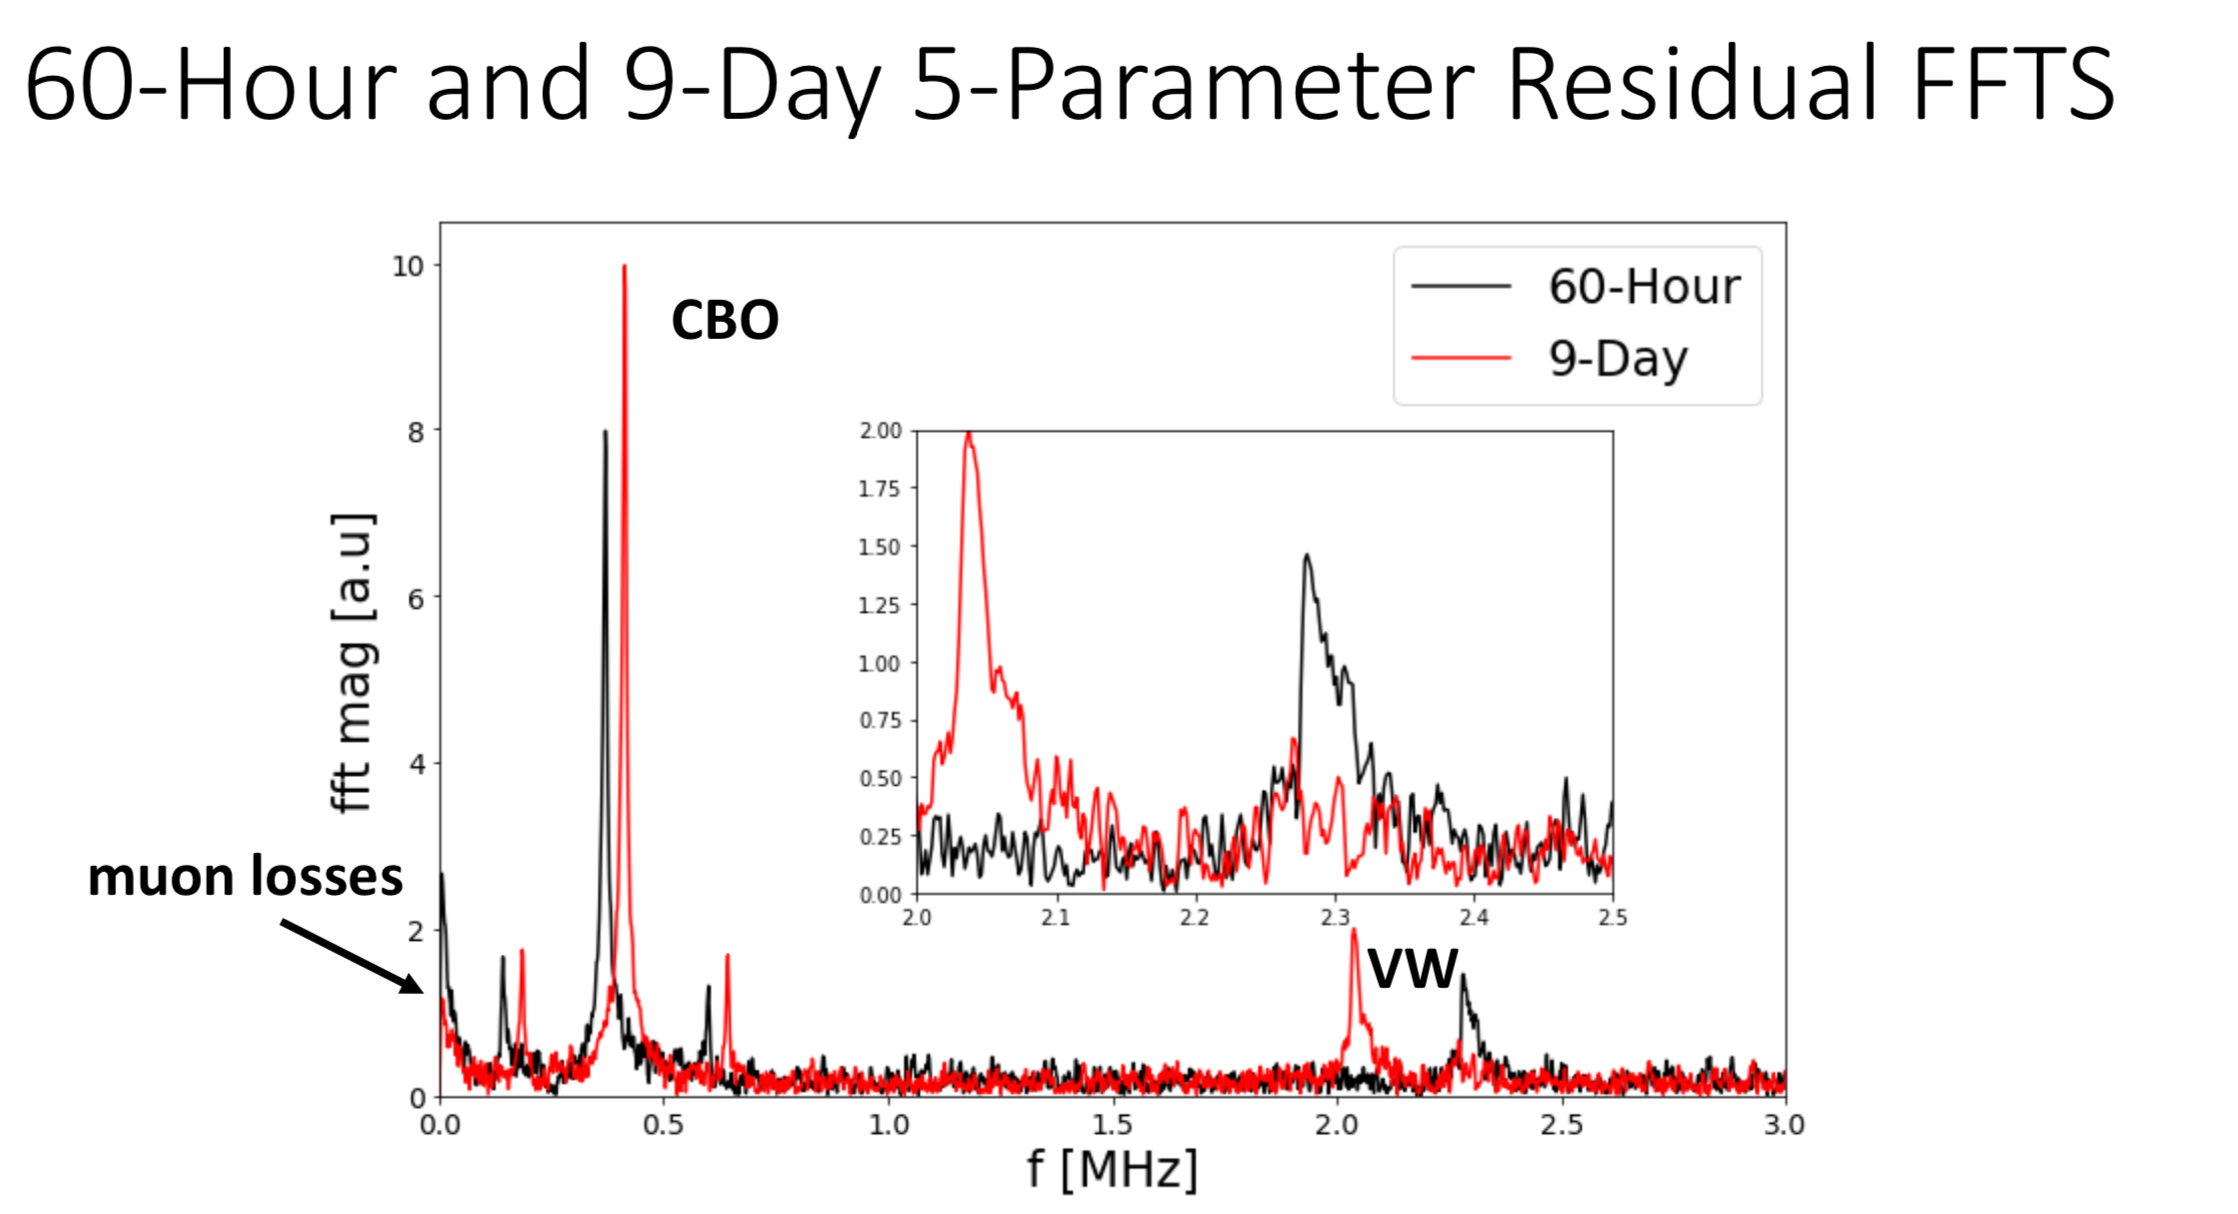 60-Hour and 9-Day 5-Parameter Residual FFTS
10
8
6
4
2
0
fft mag [a.u]
muon losses
CBO
60-Hour
9-Day
2.00
1.75
1.50
1.25
1.00
0.75
0.50
0.25
0.00
2.0 2.1 2.2 2.3 2.4 2.5
VW
0.0 0.5 1.0 1.5 2.0 2.5 3.0
f [MHz]